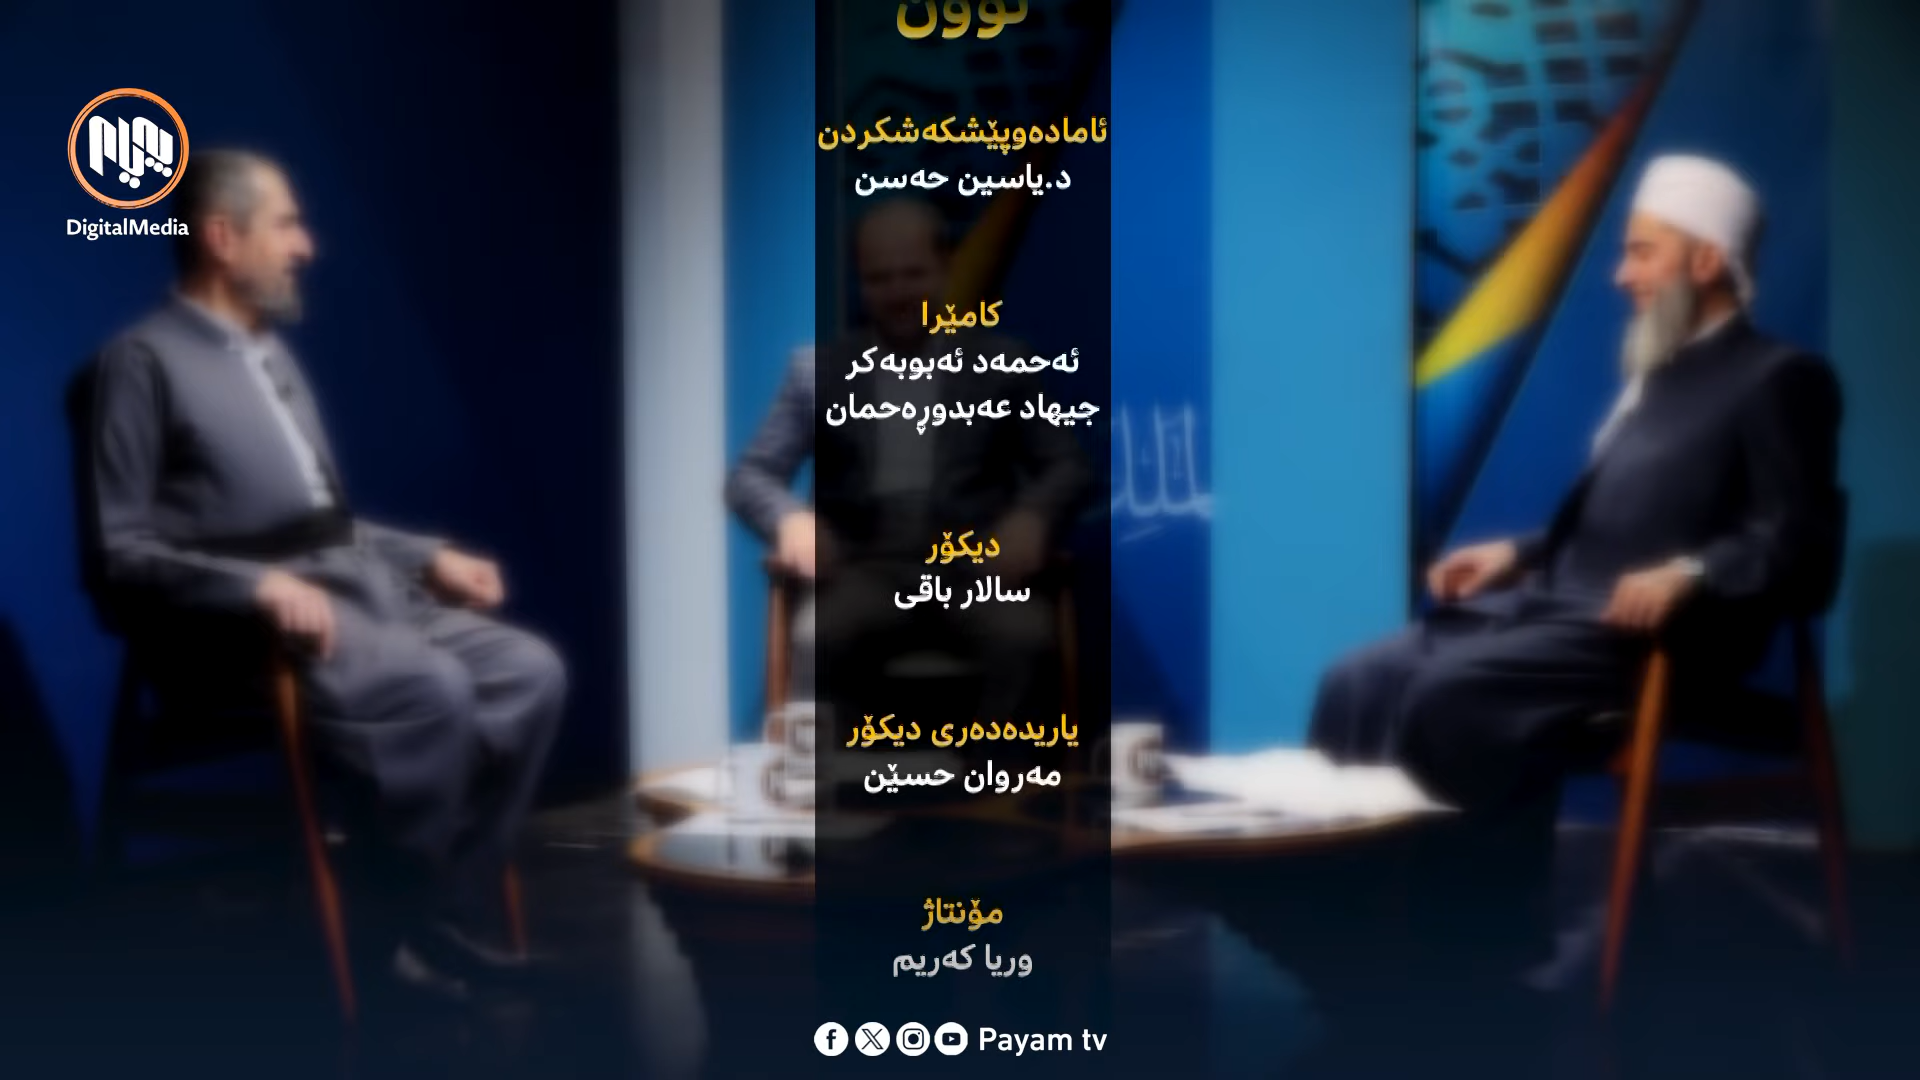 پەیام
DigitalMedia
ئامادەوپێشکەشکردن
د.یاسین حەسن
کامێرا
ئەحمەد ئەبوبەکر
جیهاد عەبدوڕەحمان
دیکۆر
سالار باقی
یاریدەدەری دیکۆر
مەروان حسێن
مۆنتاژ
وریا کەریم
Payam tv